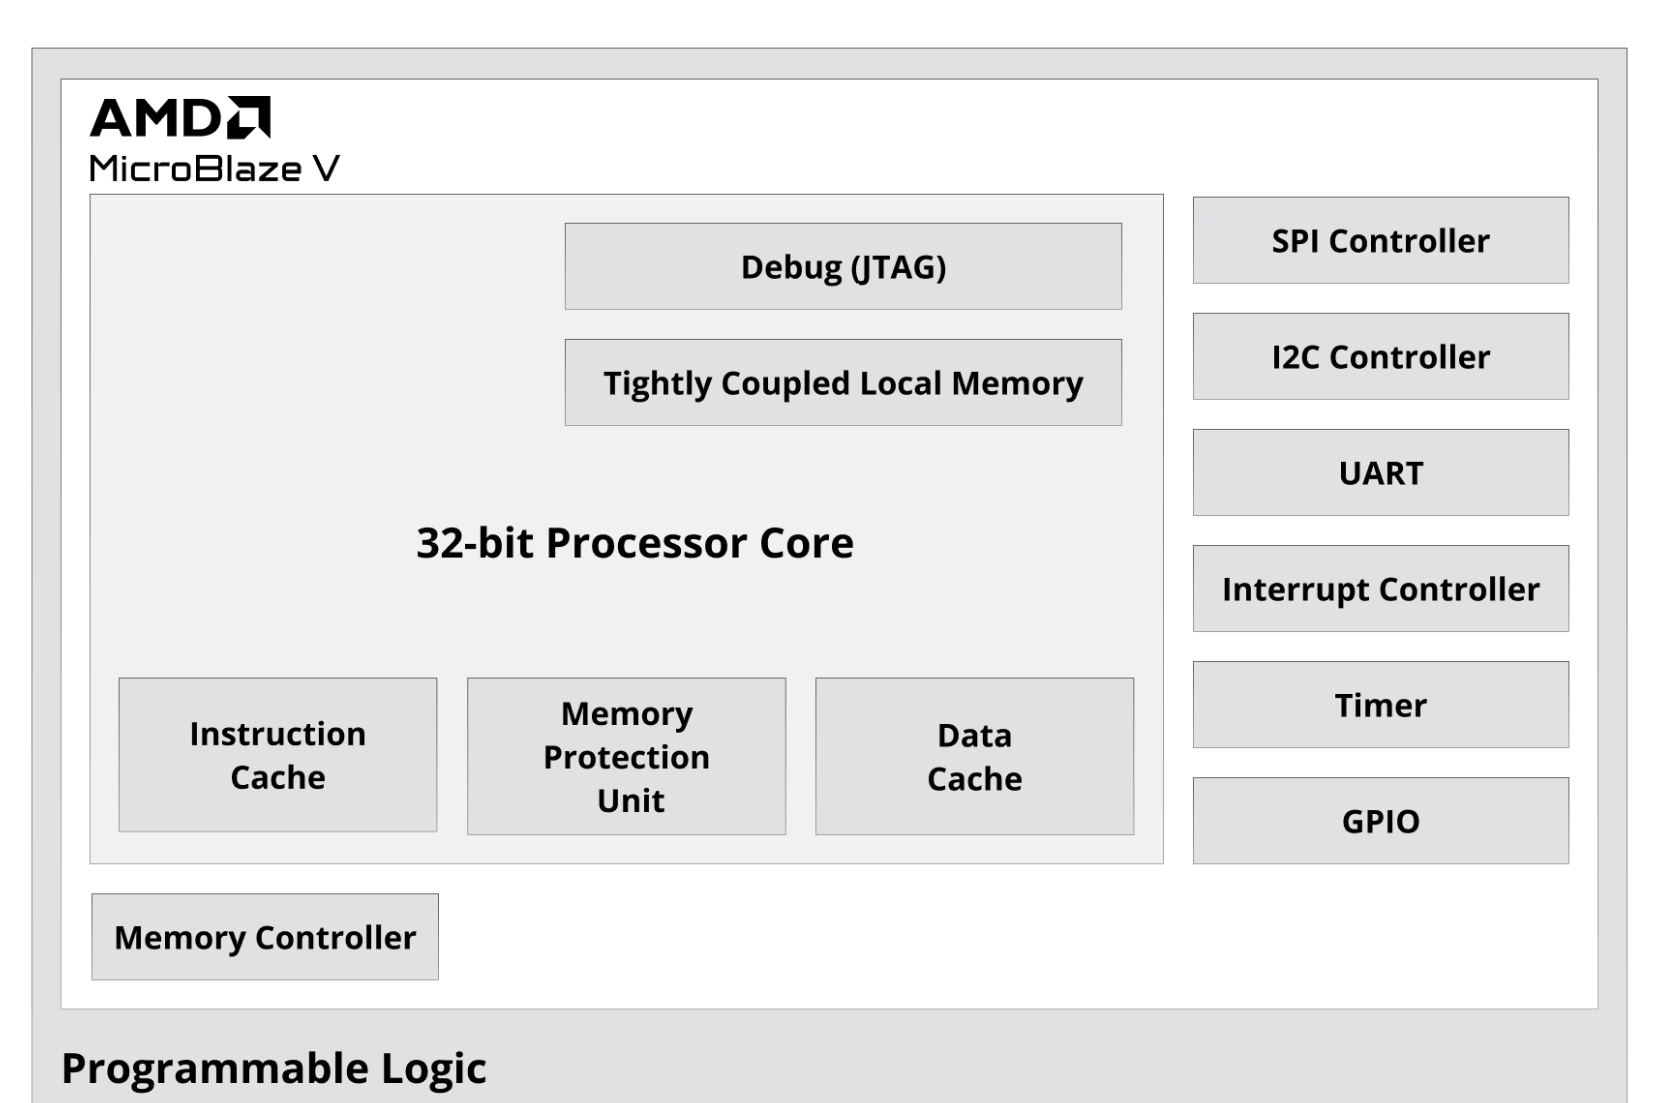 AMD
MicroBlaze V
Debug (JTAG)
Tightly Coupled Local Memory
32-bit Processor Core
Instruction
Cache
Memory
Protection
Unit
Data
Cache
SPI Controller
I2C Controller
UART
Interrupt Controller
Timer
GPIO
Memory Controller
Programmable Logic